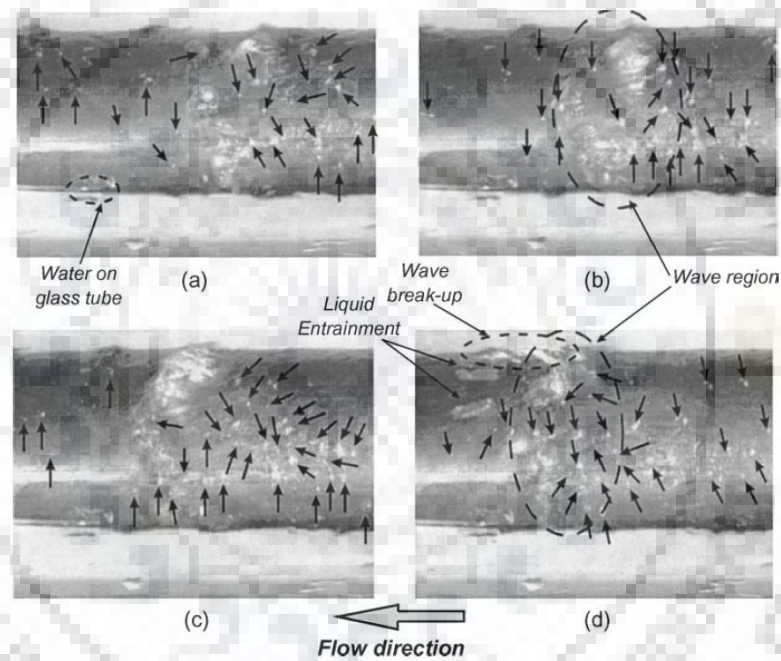 Water on
glass tube
(a)
Wave
break-up
(b)
Wave region
Liquid
Entrainment
(c)
(d)
Flow direction